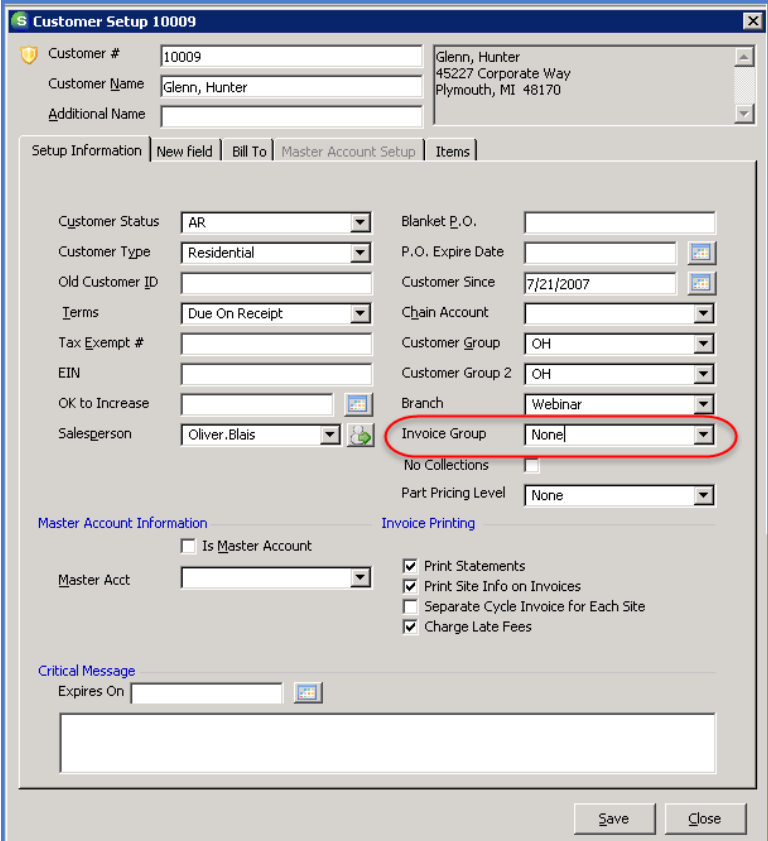 S Customer Setup 10009
Customer # 10009
Glenn, Hunter
45227 Corporate Way
Plymouth, MI 48170
Customer Name Glenn, Hunter
Additional Name
Setup Information New field Bill To Master Account Setup Items
Customer Status AR Blanket P.O.
Customer Type Residential P.O. Expire Date
Old Customer ID Customer Since 7/21/2007
Terms Due On Receipt Chain Account
Tax Exempt # Customer Group OH
EIN Customer Group 2 OH
OK to Increase Branch Webinar
Salesperson Oliver.Blais Invoice Group None
No Collections
Part Pricing Level None
Master Account Information Invoice Printing
Is Master Account
Print Statements
Master Acct Print Site Info on Invoices
Separate Cycle Invoice for Each Site
Charge Late Fees
Critical Message
Expires On
Save Close